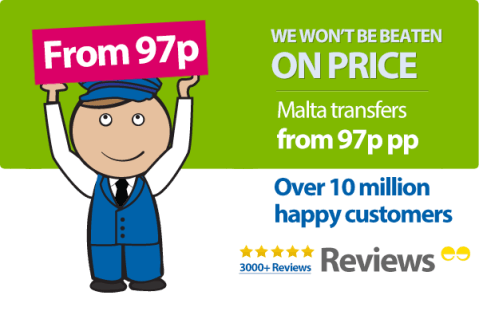 From 97p
WE WON'T BE BEATEN
ON PRICE
Malta transfers
from 97p pp
Over 10 million
happy customers
3000+ Reviews
Reviews